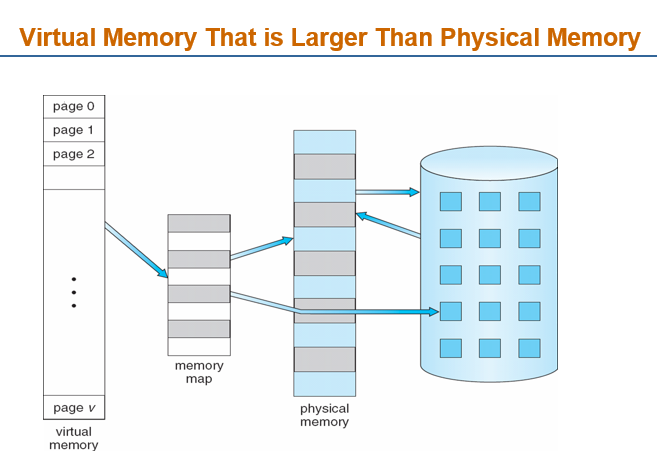 Virtual Memory That is Larger Than Physical Memory
page 0
page 1
page 2
page v
virtual
memory
memory
map
physical
memory